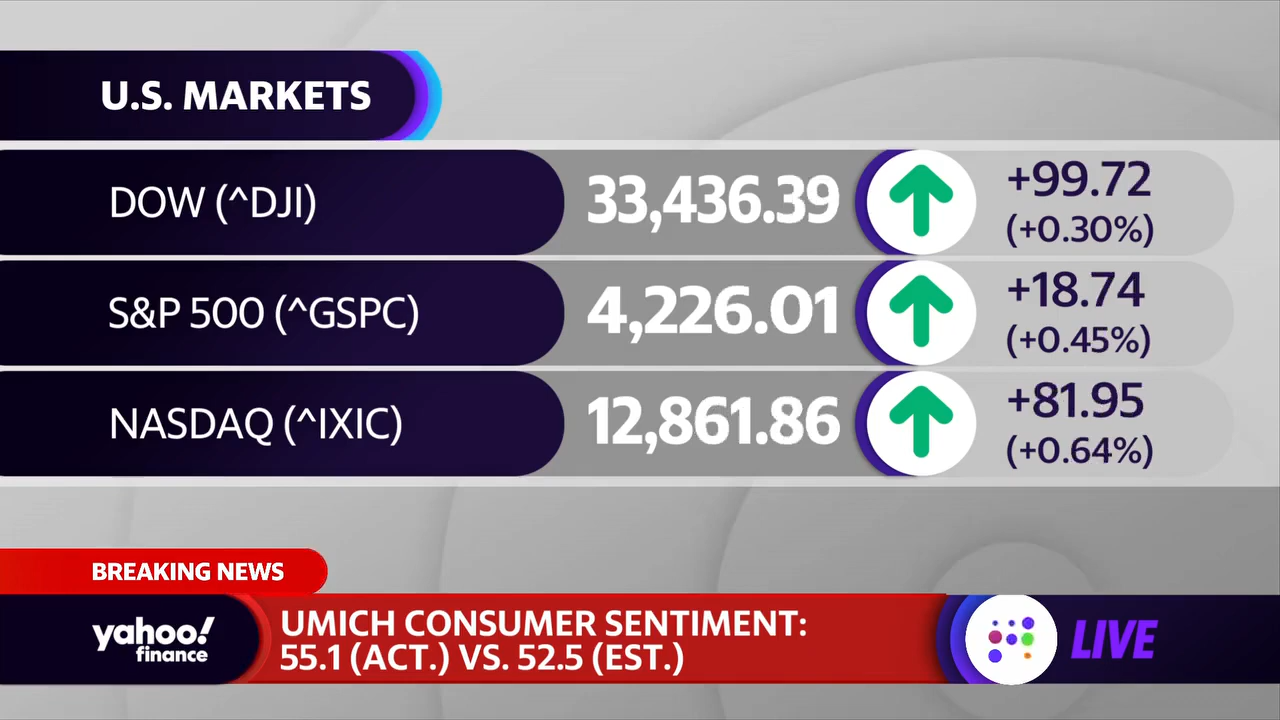 U.S. MARKETS
DOW (^DJI) 33,436.39 +99.72
(+0.30%)
S&P 500 (^GSPC) 4,226.01 +18.74
(+0.45%)
NASDAQ (^IXIC) 12,861.86 +81.95
(+0.64%)
BREAKING NEWS
yahoo!
finance
UMICH CONSUMER SENTIMENT:
55.1 (ACT.) VS. 52.5 (EST.)
LIVE